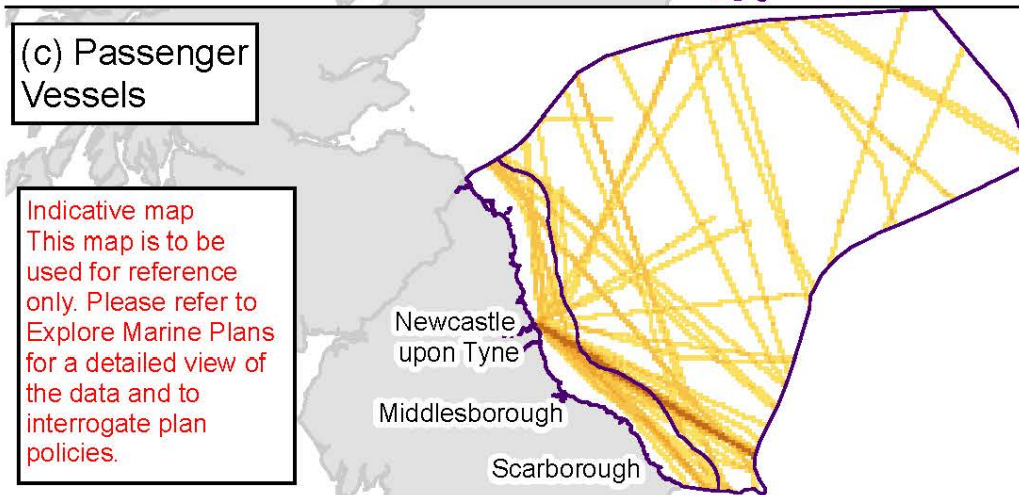 (c) Passenger
Vessels
Indicative map
This map is to be
used for reference
only. Please refer to
Explore Marine Plans
for a detailed view of
the data and to
interrogate plan
policies.
Newcastle
upon Tyne
Middlesborough
Scarborough